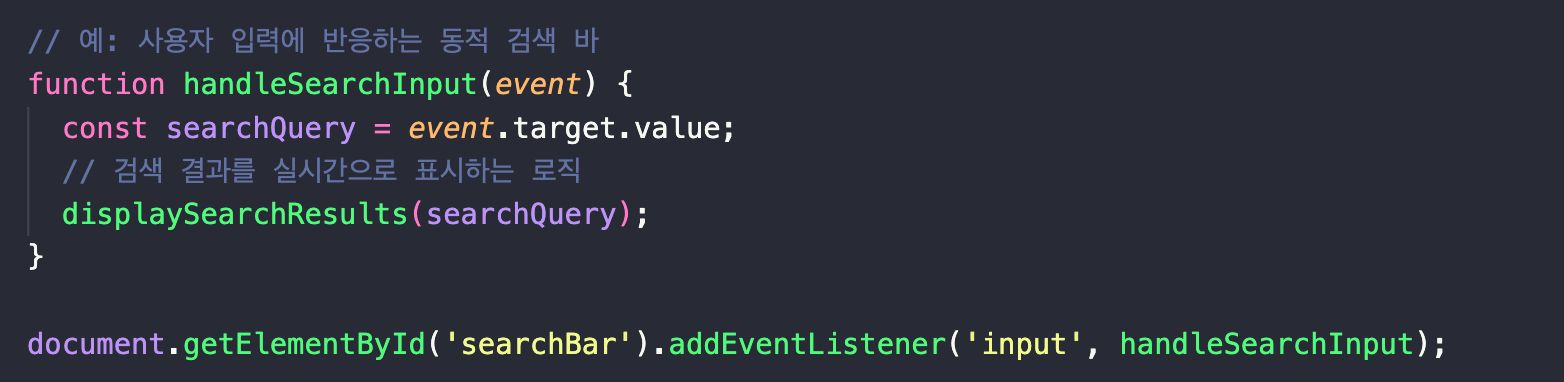 // 예: 사용자 입력에 반응하는 동적 검색 바
function handleSearchInput(event) {
  const searchQuery = event.target.value;
  // 검색 결과를 실시간으로 표시하는 로직
  displaySearchResults(searchQuery);
}

document.getElementById('searchBar').addEventListener('input', handleSearchInput);